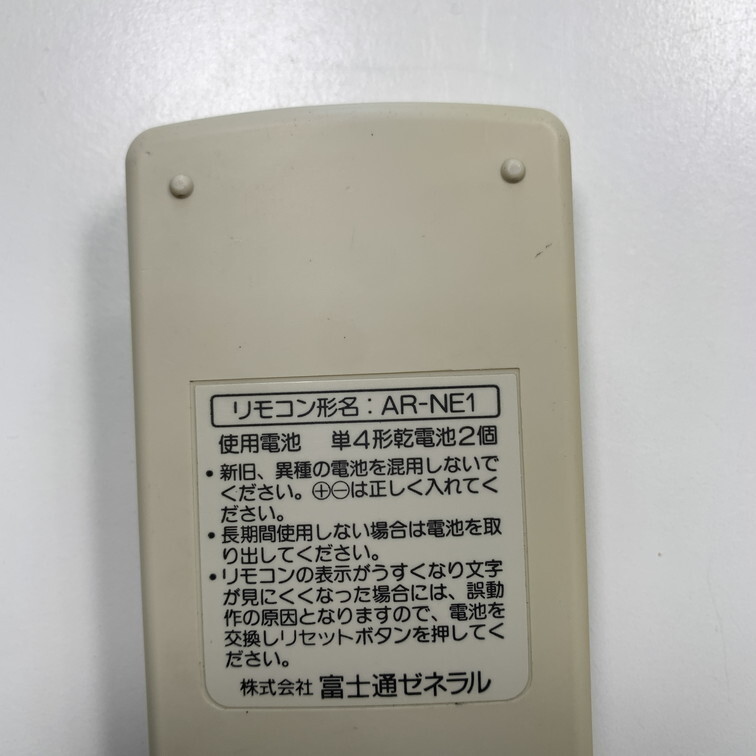 リモコン形名：AR-NE1
使用電池　単4形乾電池2個
・新旧、異種の電池を混用しないで
ください。⊕⊖は正しく入れてく
ださい。
・長期間使用しない場合は電池を取
り出してください。
・リモコンの表示がうすくなり文字
が見にくくなった場合には、誤動
作の原因となりますので、電池を
交換しリセットボタンを押してく
ださい。
株式会社 富士通ゼネラル